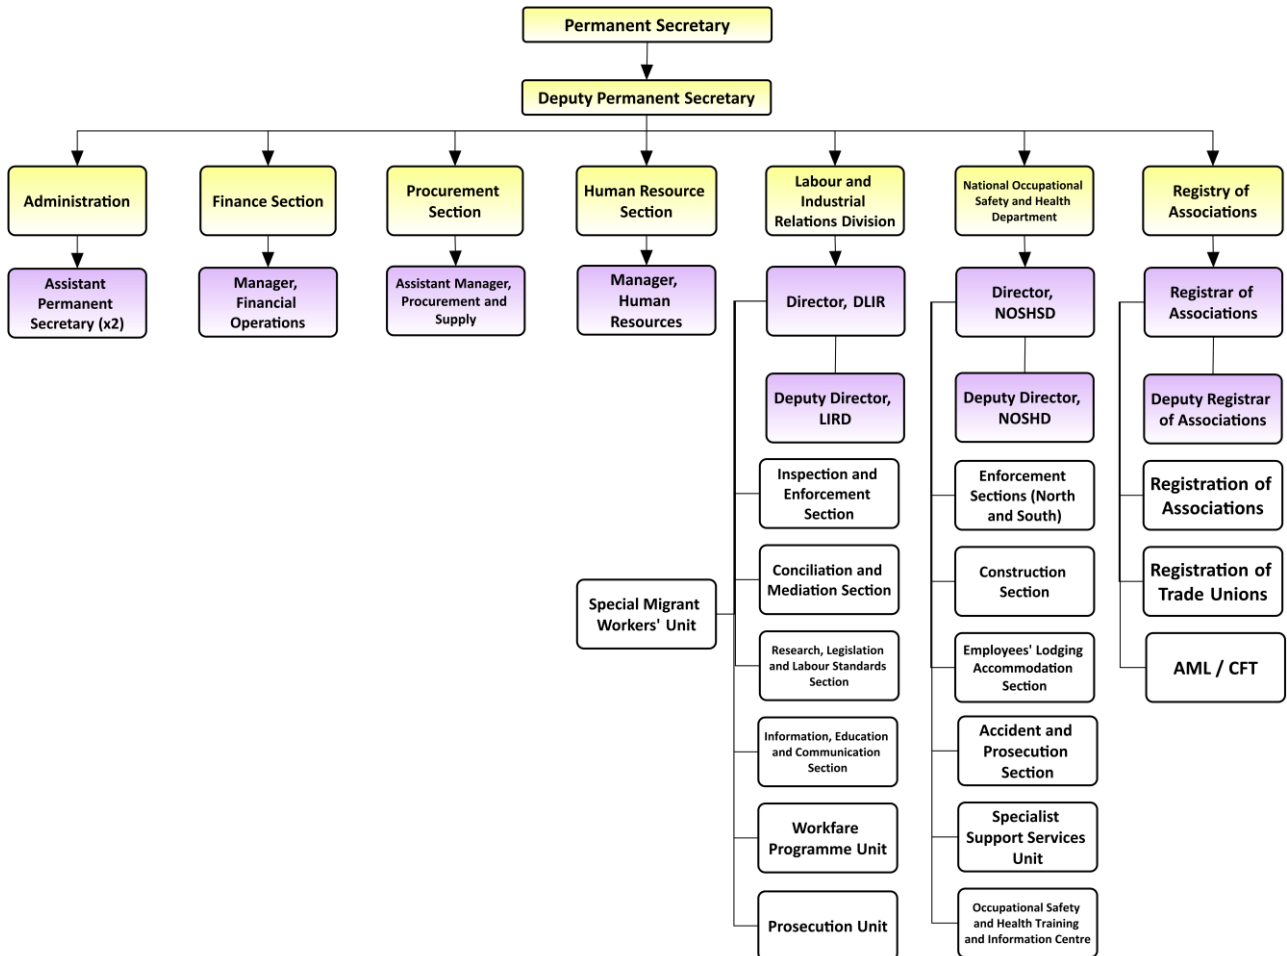 Permanent Secretary
Deputy Permanent Secretary
Administration
Finance Section
Procurement
Section
Human Resource
Section
Labour and
Industrial
Relations Division
National Occupational
Safety and Health
Department
Registry of
Associations
Assistant
Permanent
Secretary (x2)
Manager,
Financial
Operations
Assistant Manager,
Procurement and
Supply
Manager,
Human
Resources
Director, DLIR
Director,
NOSHSD
Registrar of
Associations
Deputy Director,
LIRD
Deputy Director,
NOSHD
Deputy Registrar
of Associations
Inspection and
Enforcement
Section
Enforcement
Sections (North
and South)
Registration of
Associations
Special Migrant
Workers' Unit
Conciliation and
Mediation Section
Construction
Section
Registration of
Trade Unions
Research, Legislation
and Labour Standards
Section
Employees' Lodging
Accommodation
Section
AML / CFT
Information, Education
and Communication
Section
Accident and
Prosecution
Section
Workfare
Programme Unit
Specialist
Support Services
Unit
Prosecution Unit
Occupational Safety
and Health Training
and Information Centre